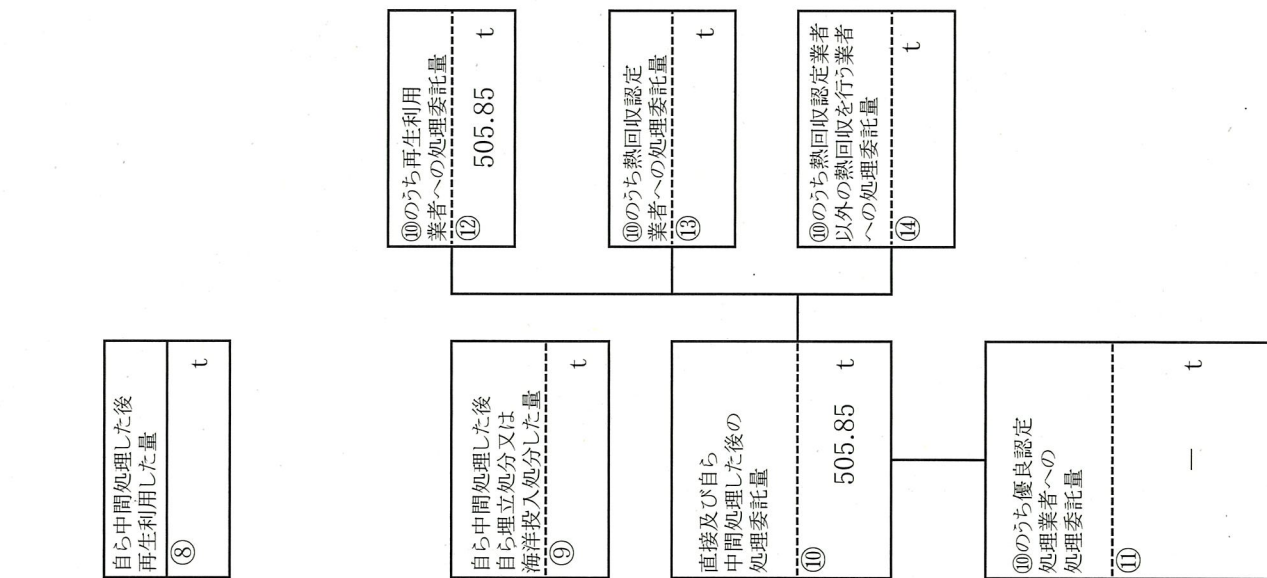 自ら中間処理した後
再生利用した量
⑧
t
自ら中間処理した後
自ら埋立処分又は
海洋投入処分した量
⑨
t
直接及び自ら
中間処理した後の
処理委託量
⑩
505.85 t
⑩のうち優良認定
処理業者への
処理委託量
⑪
― t
⑩のうち再生利用
業者への処理委託量
⑫
505.85 t
⑩のうち熱回収認定
業者への処理委託量
⑬
t
⑩のうち熱回収認定業者
以外の熱回収を行う業者
への処理委託量
⑭
t